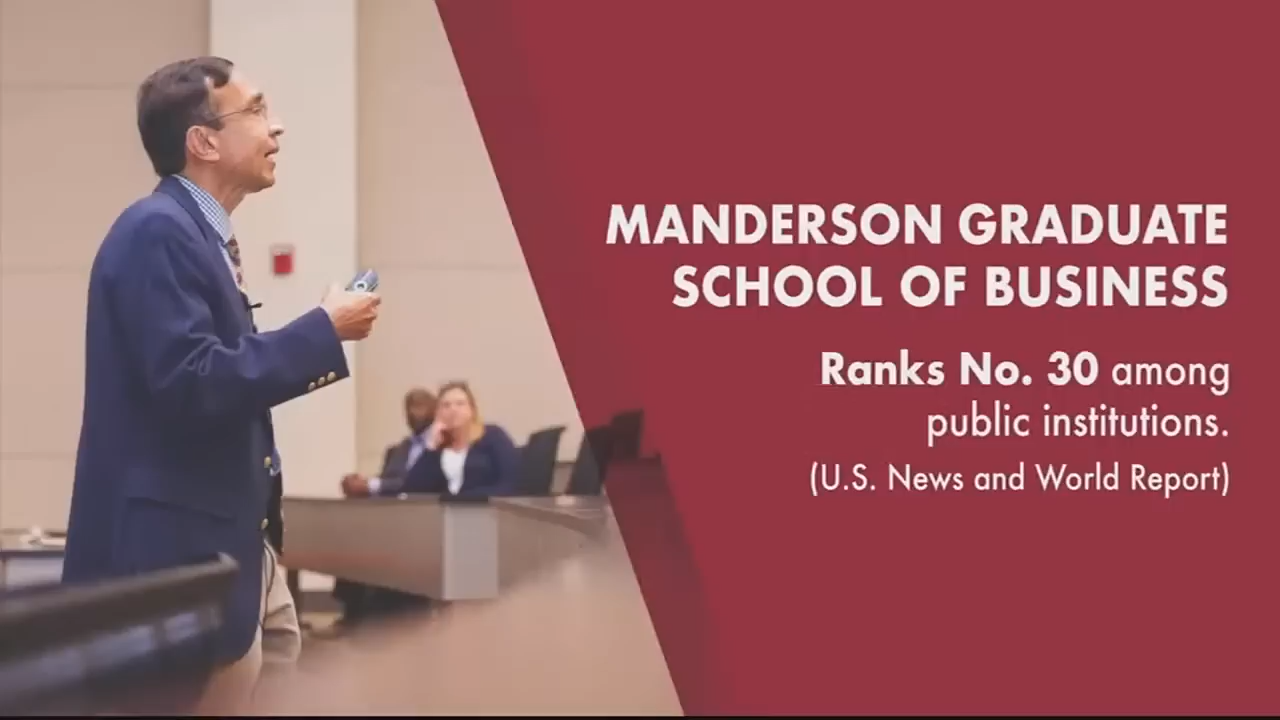 MANDERSON GRADUATE
SCHOOL OF BUSINESS
Ranks No. 30 among
public institutions.
(U.S. News and World Report)